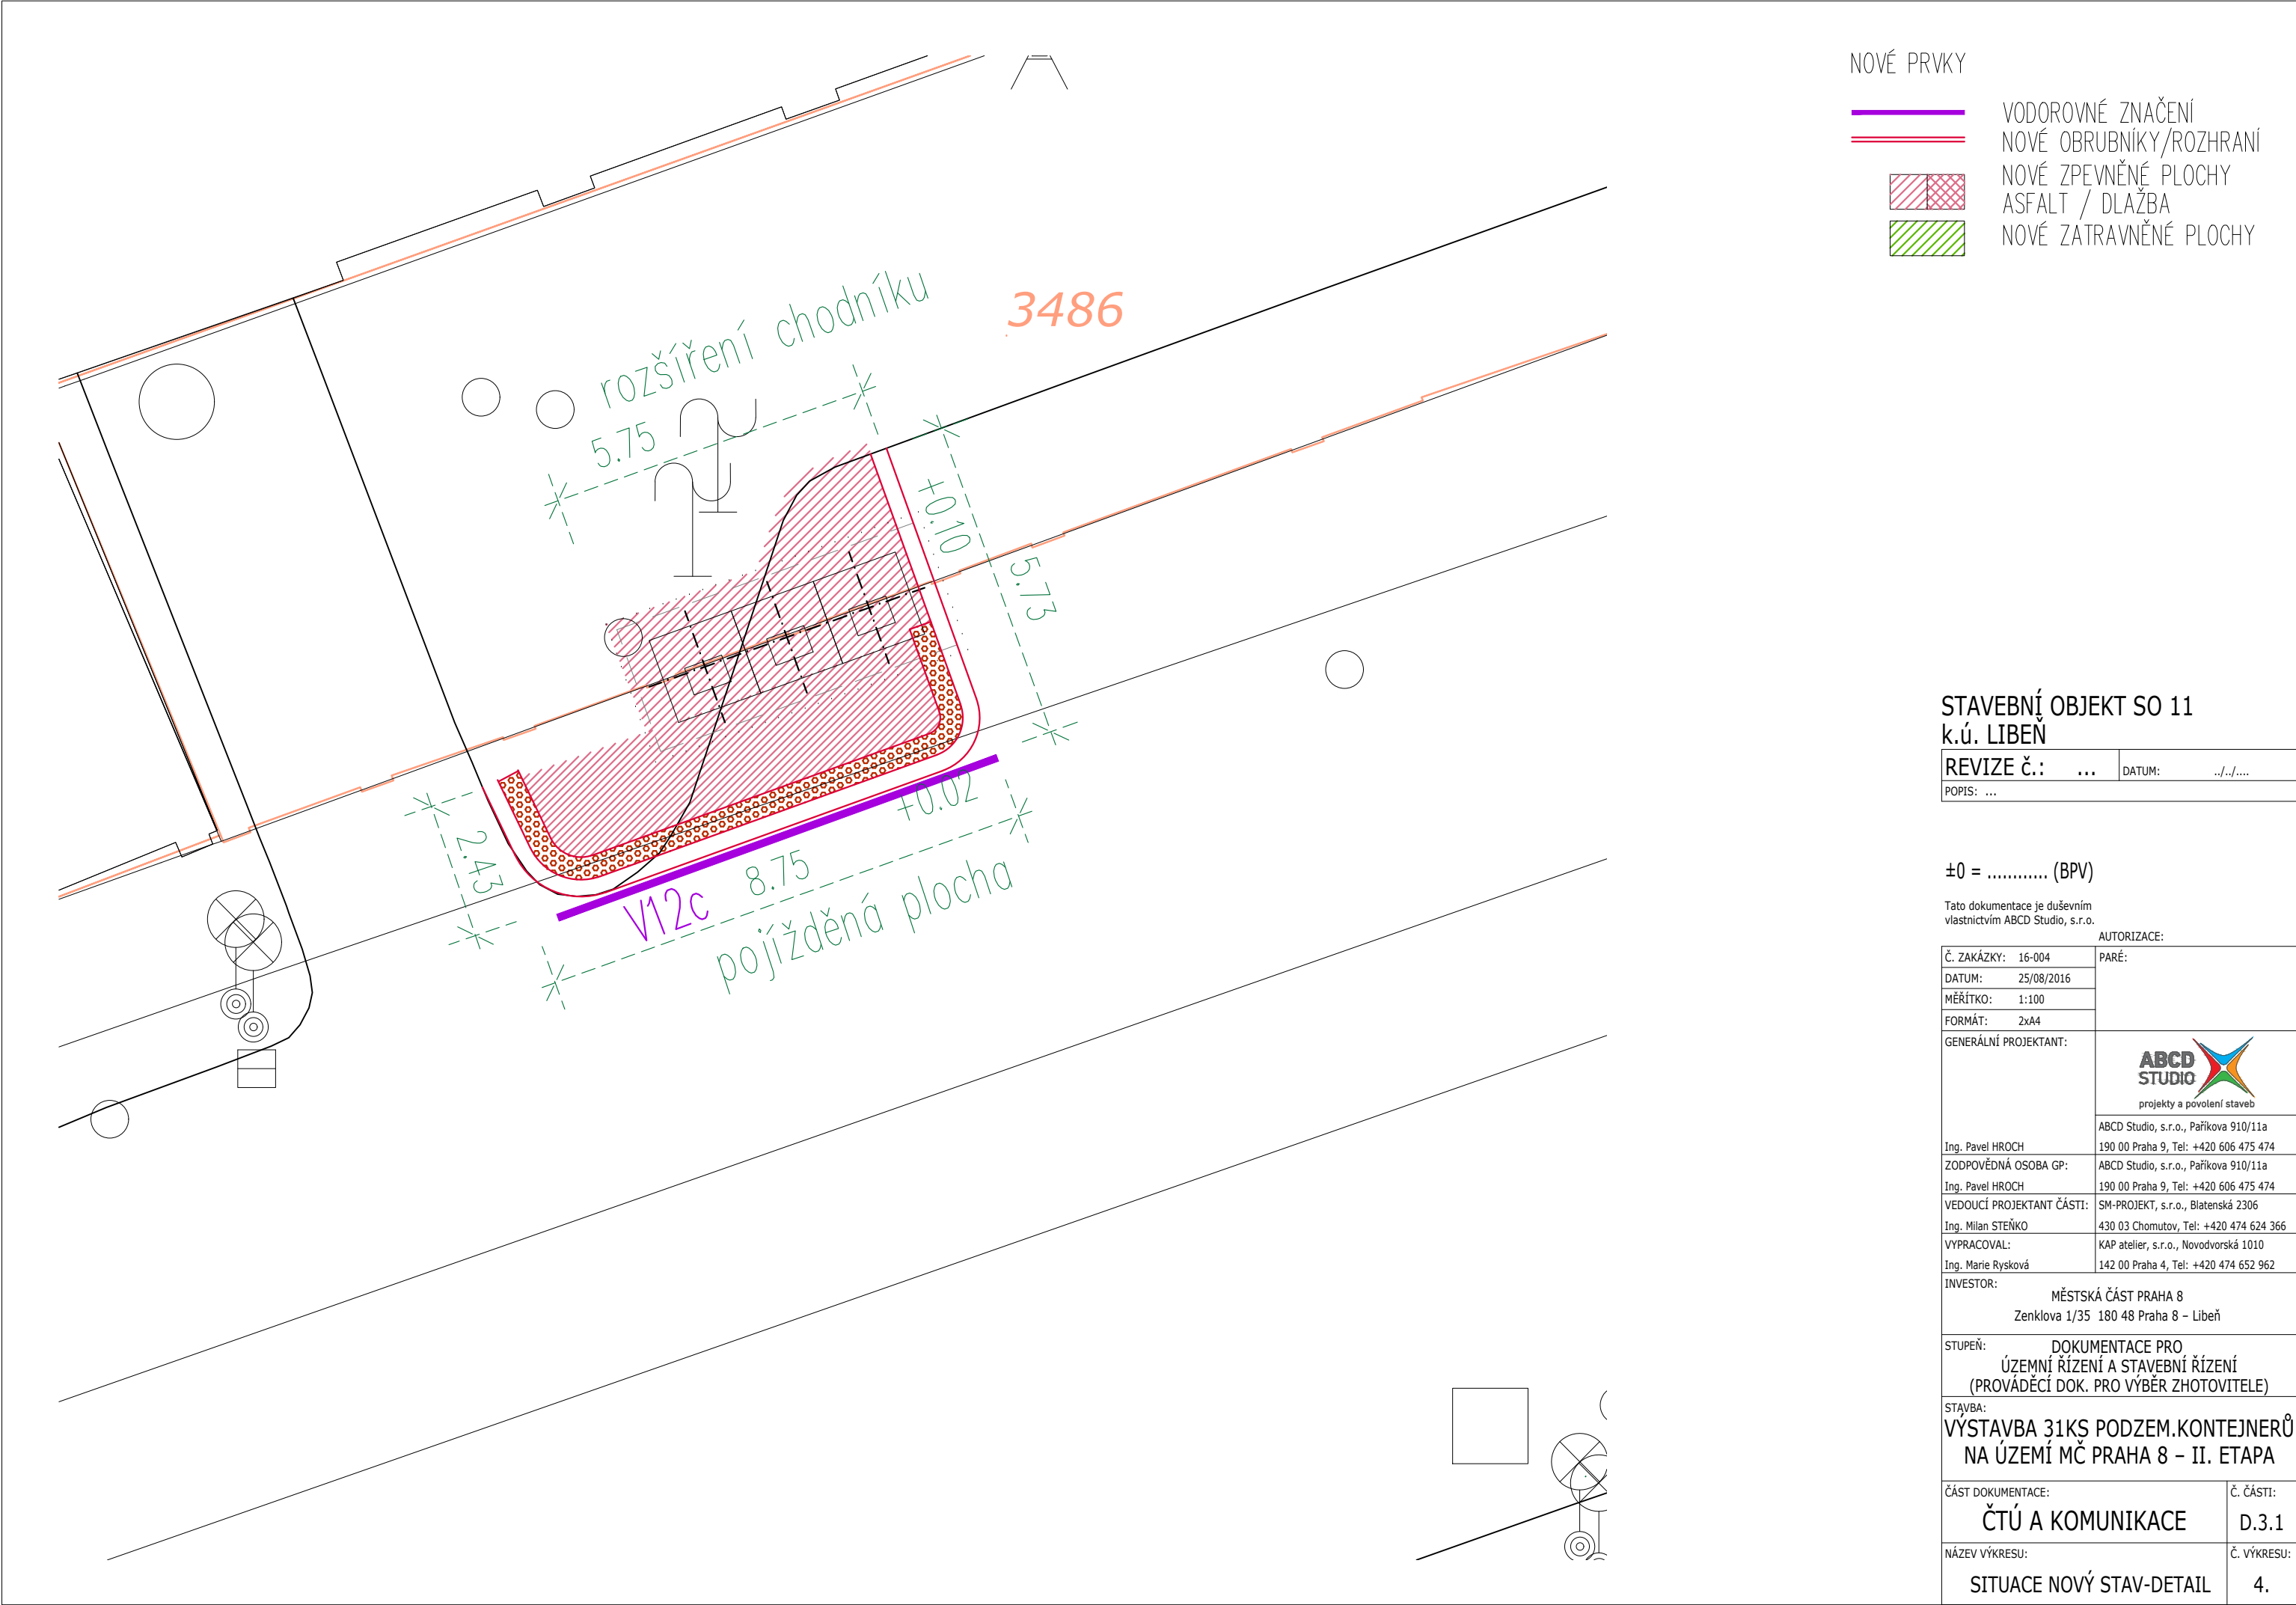 NOVÉ PRVKY
VODOROVNÉ ZNAČENÍ
NOVÉ OBRUBNÍKY/ROZHRANÍ
NOVÉ ZPEVNĚNÉ PLOCHY
ASFALT / DLAŽBA
NOVÉ ZATRAVNĚNÉ PLOCHY
3486
rozšíření chodníku
5.75
±0.10
5.73
2.43
+0.02
V12c
8.75
pojížděná plocha
STAVEBNÍ OBJEKT SO 11
k.ú. LIBEŇ
REVIZE č.: ... DATUM: ../../....
POPIS: ...
±0 = ............ (BPV)
Tato dokumentace je duševním
vlastnictvím ABCD Studio, s.r.o.
AUTORIZACE:
Č. ZAKÁZKY: 16-004 PARÉ:
DATUM: 25/08/2016
MĚŘÍTKO: 1:100
FORMÁT: 2xA4
GENERÁLNÍ PROJEKTANT:
ABCD
STUDIO
projekty a povolení staveb
ABCD Studio, s.r.o., Paříkova 910/11a
Ing. Pavel HROCH 190 00 Praha 9, Tel: +420 606 475 474
ZODPOVĚDNÁ OSOBA GP: ABCD Studio, s.r.o., Paříkova 910/11a
Ing. Pavel HROCH 190 00 Praha 9, Tel: +420 606 475 474
VEDOUCÍ PROJEKTANT ČÁSTI: SM-PROJEKT, s.r.o., Blatenská 2306
Ing. Milan STEŇKO 430 03 Chomutov, Tel: +420 474 624 366
VYPRACOVAL: KAP atelier, s.r.o., Novodvorská 1010
Ing. Marie Rysková 142 00 Praha 4, Tel: +420 474 652 962
INVESTOR:
MĚSTSKÁ ČÁST PRAHA 8
Zenklova 1/35 180 48 Praha 8 – Libeň
STUPEŇ: DOKUMENTACE PRO
ÚZEMNÍ ŘÍZENÍ A STAVEBNÍ ŘÍZENÍ
(PROVÁDĚCÍ DOK. PRO VÝBĚR ZHOTOVITELE)
STAVBA:
VÝSTAVBA 31KS PODZEM.KONTEJNERŮ
NA ÚZEMÍ MČ PRAHA 8 – II. ETAPA
ČÁST DOKUMENTACE: Č. ČÁSTI:
ČTÚ A KOMUNIKACE D.3.1
NÁZEV VÝKRESU: Č. VÝKRESU:
SITUACE NOVÝ STAV-DETAIL 4.